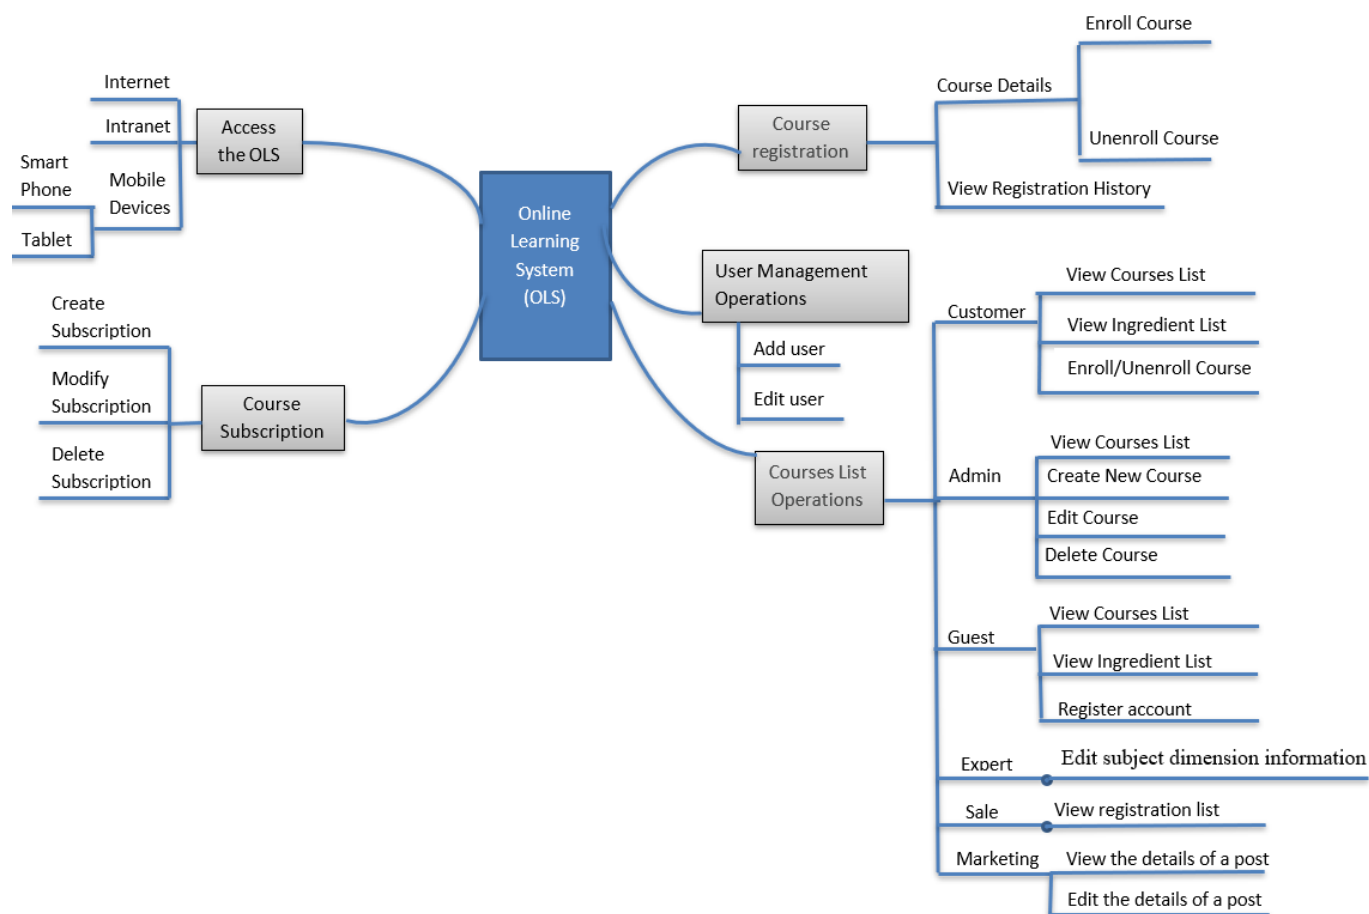 Internet
Intranet
Mobile
Devices
Smart
Phone
Tablet
Access
the OLS
Create
Subscription
Modify
Subscription
Delete
Subscription
Course
Subscription
Online
Learning
System
(OLS)
Course
registration
Course Details
Enroll Course
Unenroll Course
View Registration History
User Management
Operations
Add user
Edit user
Courses List
Operations
Customer
View Courses List
View Ingredient List
Enroll/Unenroll Course
Admin
View Courses List
Create New Course
Edit Course
Delete Course
Guest
View Courses List
View Ingredient List
Register account
Expert
Edit subject dimension information
Sale
View registration list
Marketing
View the details of a post
Edit the details of a post